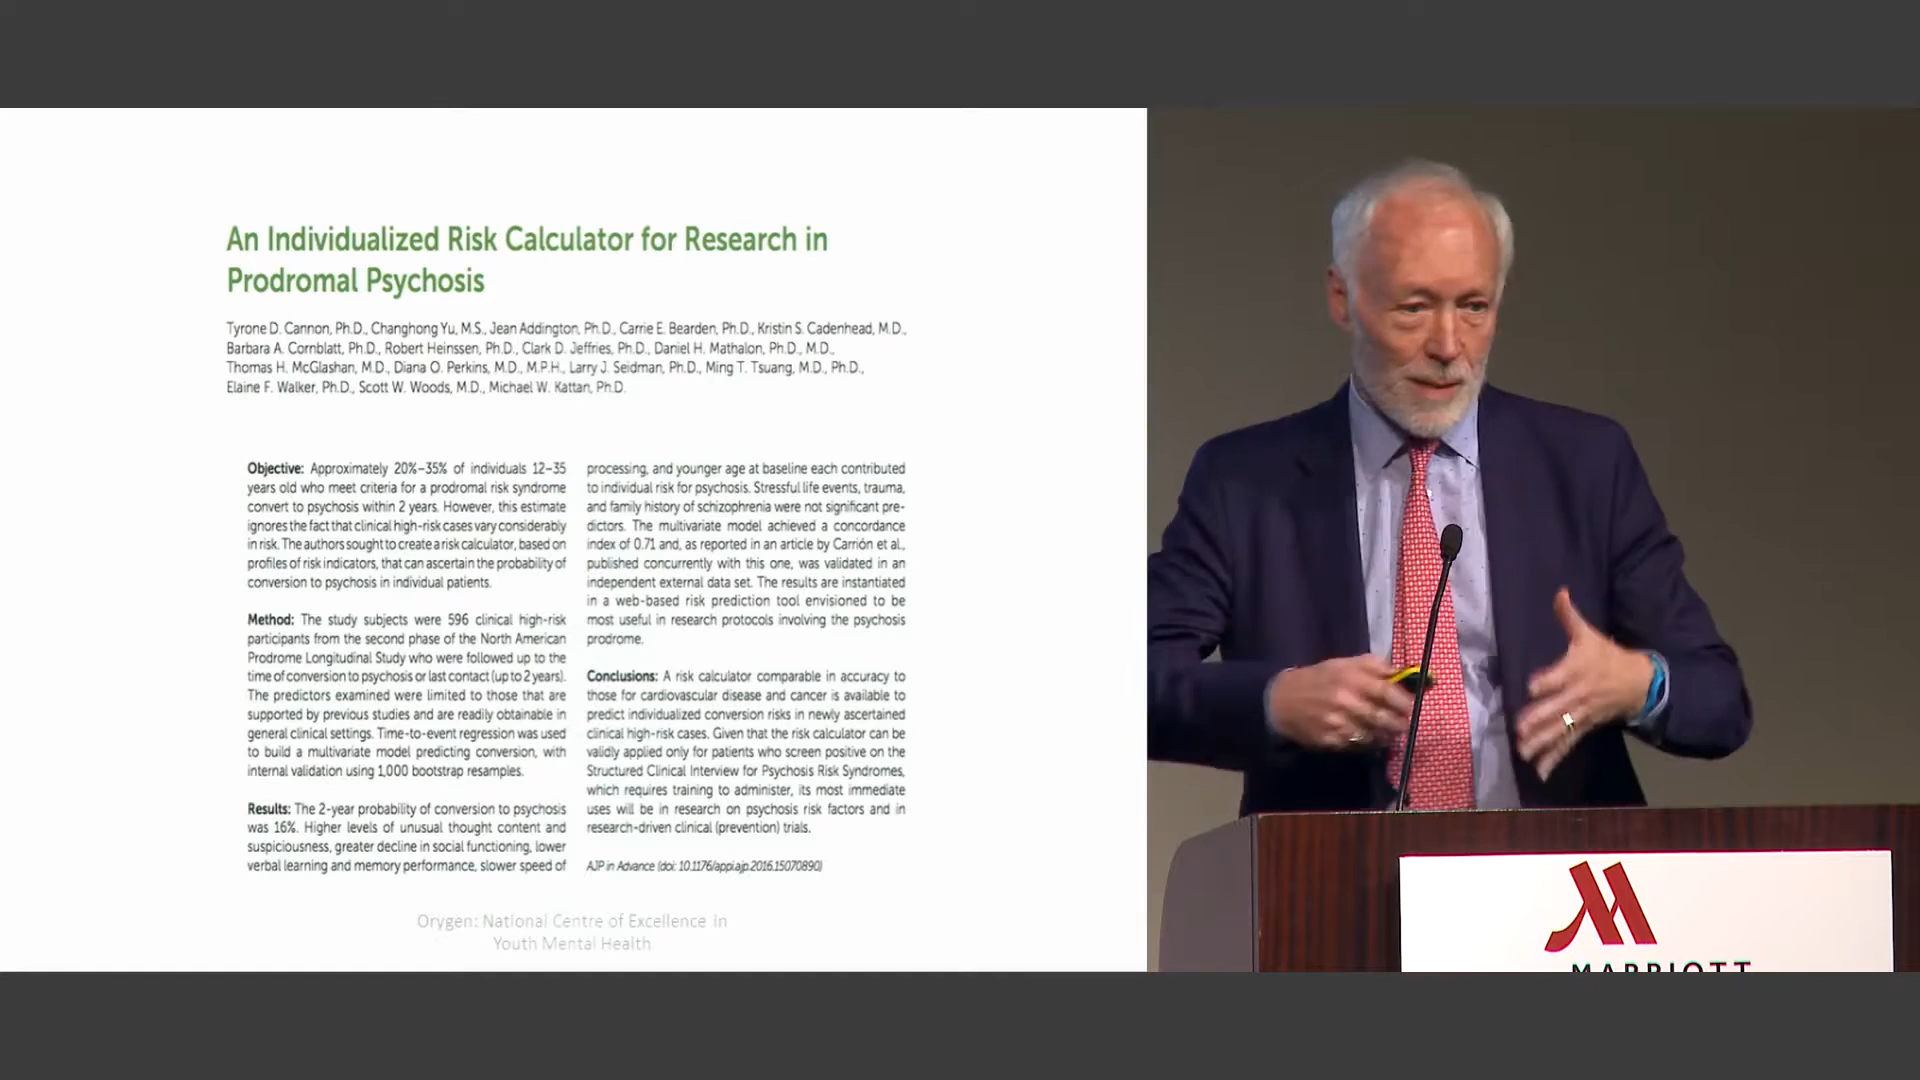 An Individualized Risk Calculator for Research in
Prodromal Psychosis
Tyrone D. Cannon, Ph.D., Changhong Yu, M.S., Jean Addington, Ph.D., Carrie E. Bearden, Ph.D., Kristin S. Cadenhead, M.D.,
Barbara A. Cornblatt, Ph.D., Robert Heinssen, Ph.D., Clark D. Jeffries, Ph.D., Daniel H. Mathalon, Ph.D., M.D.,
Thomas H. McGlashan, M.D., Diana O. Perkins, M.D., M.P.H., Larry J. Seidman, Ph.D., Ming T. Tsuang, M.D., Ph.D.,
Elaine F. Walker, Ph.D., Scott W. Woods, M.D., Michael W. Kattan, Ph.D.
Objective: Approximately 20%–35% of individuals 12–35
years old who meet criteria for a prodromal risk syndrome
convert to psychosis within 2 years. However, this estimate
ignores the fact that clinical high-risk cases vary considerably
in risk. The authors sought to create a risk calculator, based on
profiles of risk indicators, that can ascertain the probability of
conversion to psychosis in individual patients.
Method: The study subjects were 596 clinical high-risk
participants from the second phase of the North American
Prodrome Longitudinal Study who were followed up to the
time of conversion to psychosis or last contact (up to 2 years).
The predictors examined were limited to those that are
supported by previous studies and are readily obtainable in
general clinical settings. Time-to-event regression was used
to build a multivariate model predicting conversion, with
internal validation using 1,000 bootstrap resamples.
Results: The 2-year probability of conversion to psychosis
was 16%. Higher levels of unusual thought content and
suspiciousness, greater decline in social functioning, lower
verbal learning and memory performance, slower speed of
processing, and younger age at baseline each contributed
to individual risk for psychosis. Stressful life events, trauma,
and family history of schizophrenia were not significant pre-
dictors. The multivariate model achieved a concordance
index of 0.71 and, as reported in an article by Carrión et al.,
published concurrently with this one, was validated in an
independent external data set. The results are instantiated
in a web-based risk prediction tool envisioned to be
most useful in research protocols involving the psychosis
prodrome.
Conclusions: A risk calculator comparable in accuracy to
those for cardiovascular disease and cancer is available to
predict individualized conversion risks in newly ascertained
clinical high-risk cases. Given that the risk calculator can be
validly applied only for patients who screen positive on the
Structured Clinical Interview for Psychosis Risk Syndromes,
which requires training to administer, its most immediate
uses will be in research on psychosis risk factors and in
research-driven clinical (prevention) trials.
AJP in Advance (doi: 10.1176/appi.ajp.2016.15070890)
Orygen: National Centre of Excellence in
Youth Mental Health
MARRIOTT